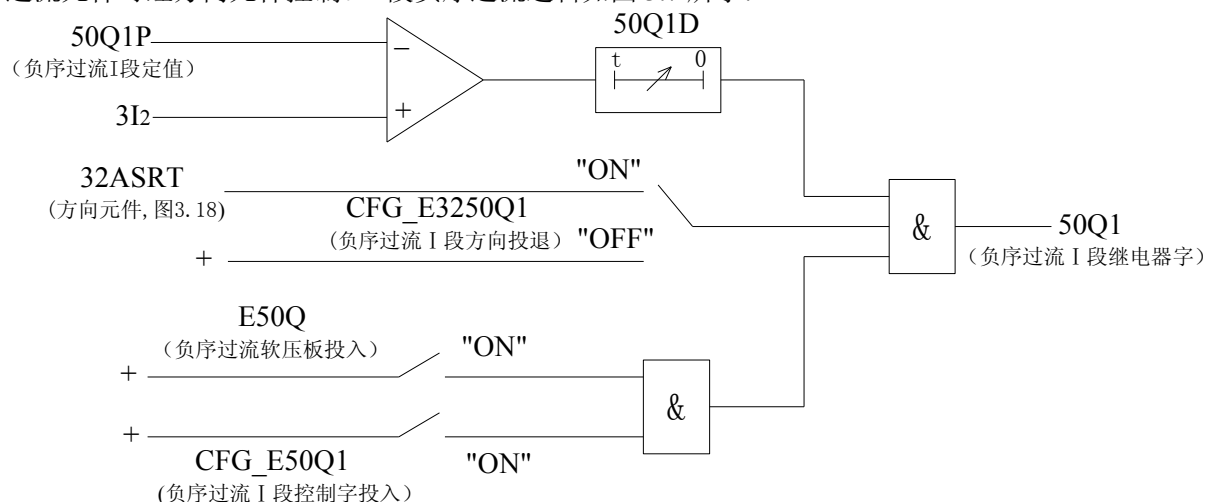 50Q1P
（负序过流I段定值）
3I2
50Q1D
t 0
−
+
32ASRT
(方向元件,图3.18)
"ON"
CFG_E3250Q1
(负序过流Ⅰ段方向投退）
"OFF"
+
&
50Q1
（负序过流Ⅰ段继电器字）
E50Q
（负序过流软压板投入）
"ON"
+
&
+
CFG_E50Q1
"ON"
(负序过流Ⅰ段控制字投入）